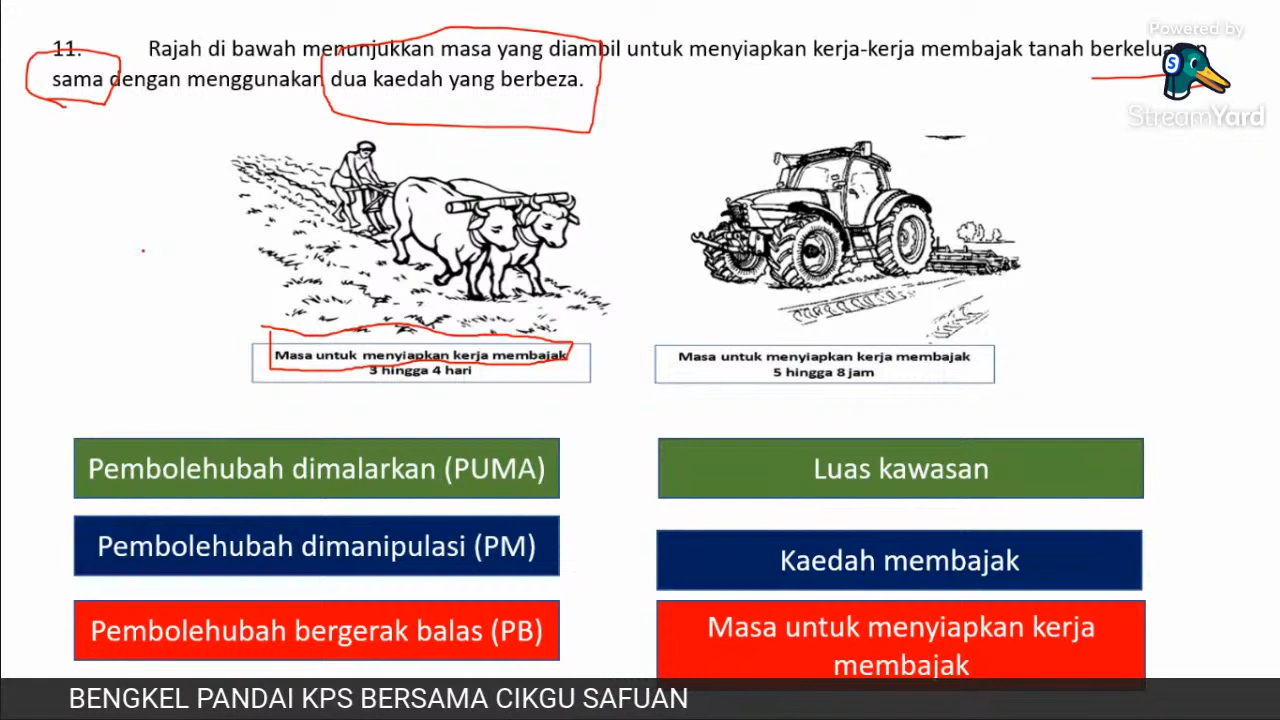 Powered by
StreamYard
11. Rajah di bawah menunjukkan masa yang diambil untuk menyiapkan kerja-kerja membajak tanah
sama dengan menggunakan dua kaedah yang berbeza.
Masa untuk menyiapkan kerja membajak
3 hingga 4 hari
Masa untuk menyiapkan kerja membajak
5 hingga 8 jam
Pembolehubah dimalarkan (PUMA)
Luas kawasan
Pembolehubah dimanipulasi (PM)
Kaedah membajak
Pembolehubah bergerak balas (PB)
Masa untuk menyiapkan kerja
membajak
BENGKEL PANDAI KPS BERSAMA CIKGU SAFUAN